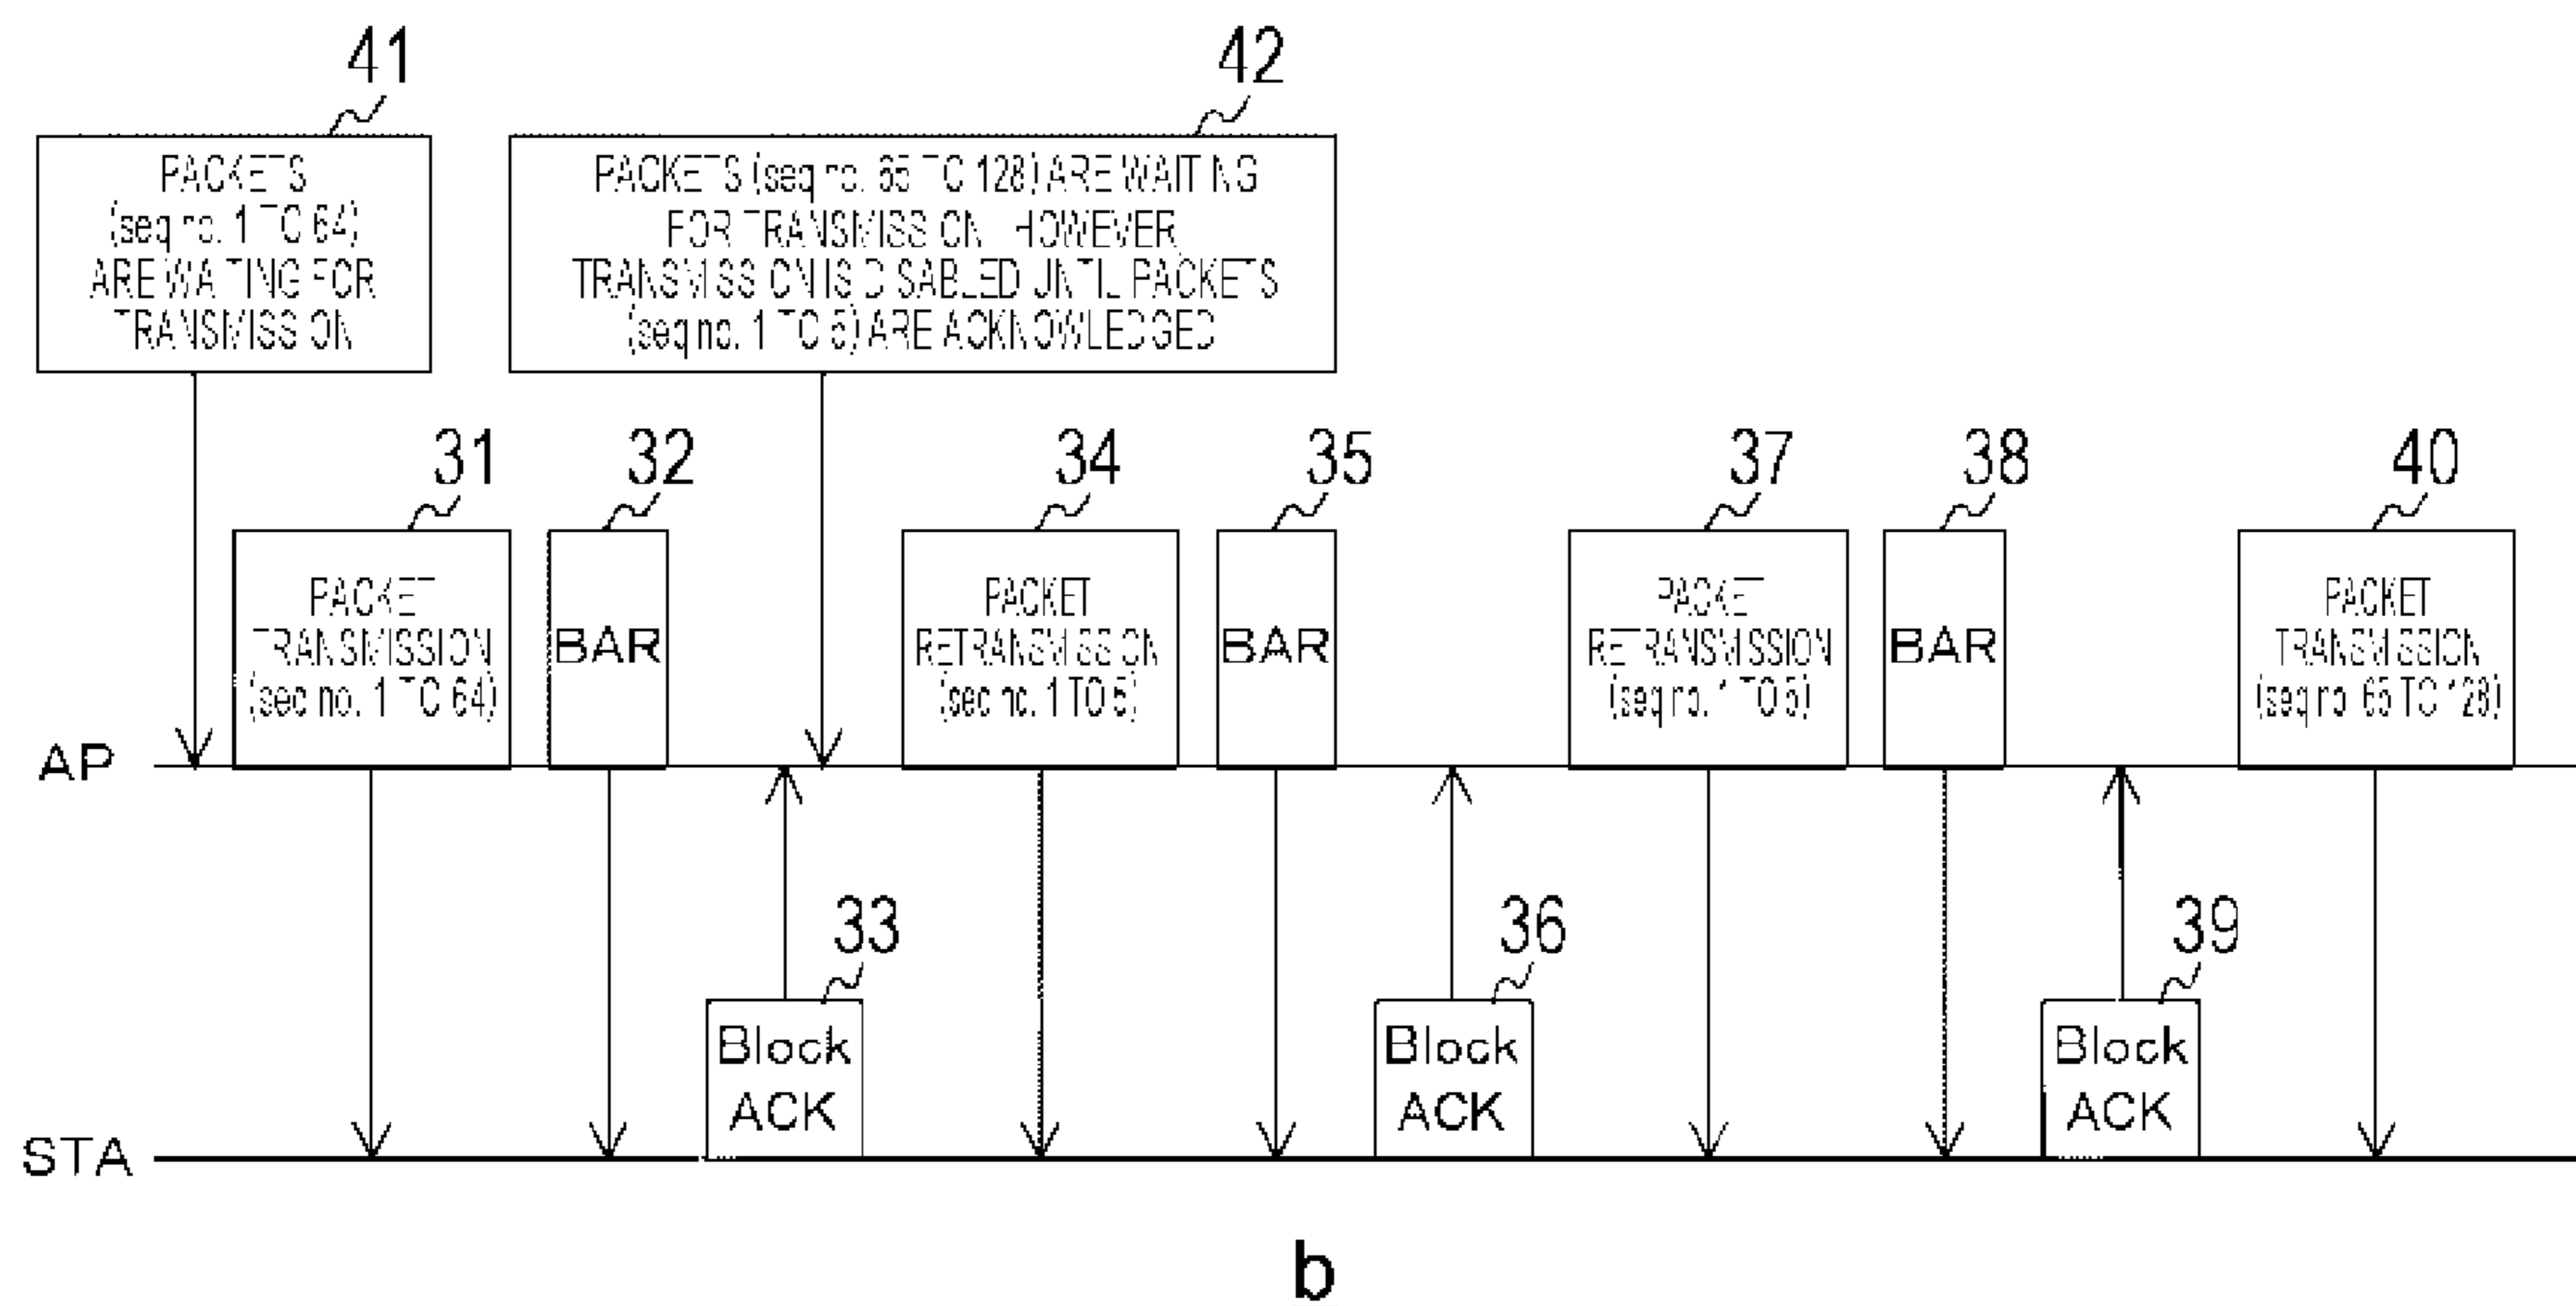 41
42
PACKETS
(seq no. 1 TO 64)
ARE WAITING FOR
TRANSMISSION
PACKETS (seq no. 65 TO 128) ARE WAITING
FOR TRANSMISSION. HOWEVER,
TRANSMISSION IS DISABLED UNTIL PACKETS
(seq no. 1 TO 5) ARE ACKNOWLEDGED
31
32
34
35
37
38
40
PACKET
TRANSMISSION
(seq no. 1 TO 64)
BAR
PACKET
RETRANSMISSION
(seq no. 1 TO 5)
BAR
PACKET
RETRANSMISSION
(seq no. 1 TO 5)
BAR
PACKET
TRANSMISSION
(seq no. 65 TO 128)
AP
33
36
39
Block
ACK
Block
ACK
Block
ACK
STA
b